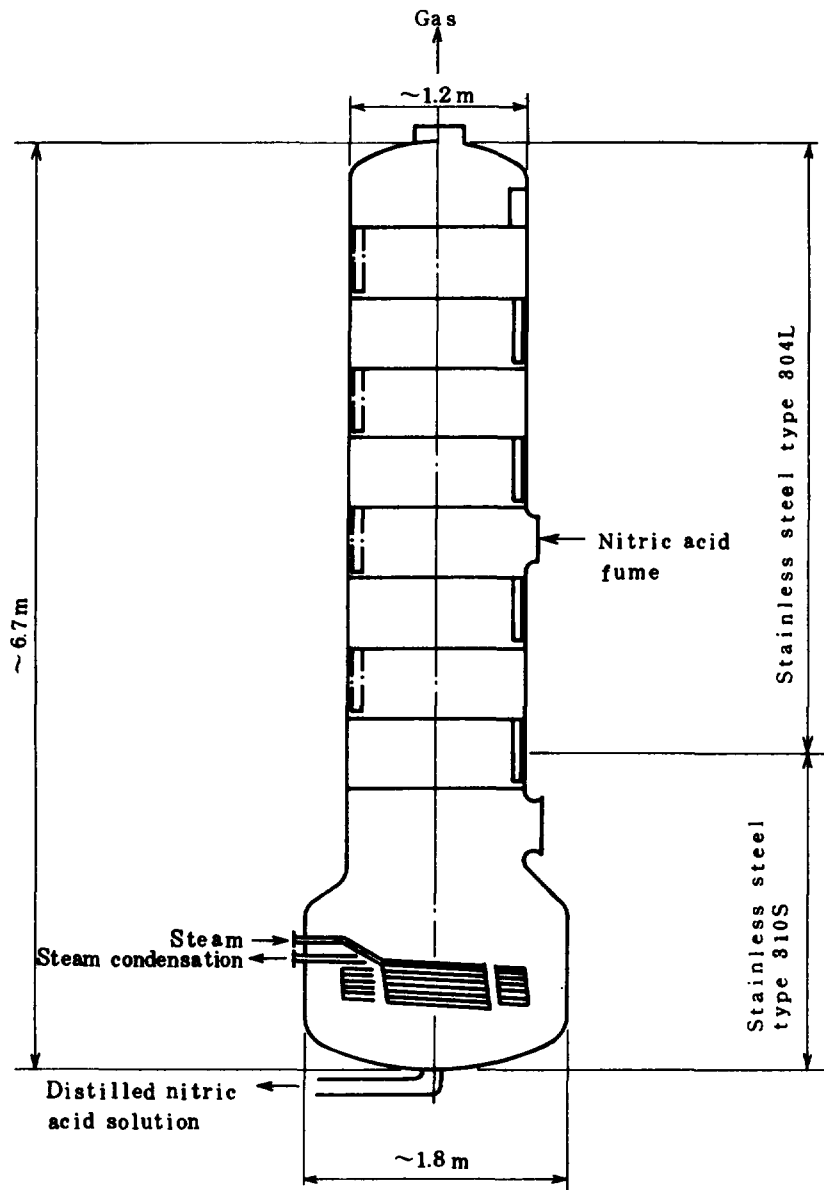 Gas
~1.2 m
~6.7 m
Stainless steel type 304L
Nitric acid
fume
Stainless steel
type 310S
Steam
Steam condensation
Distilled nitric
acid solution
~1.8 m